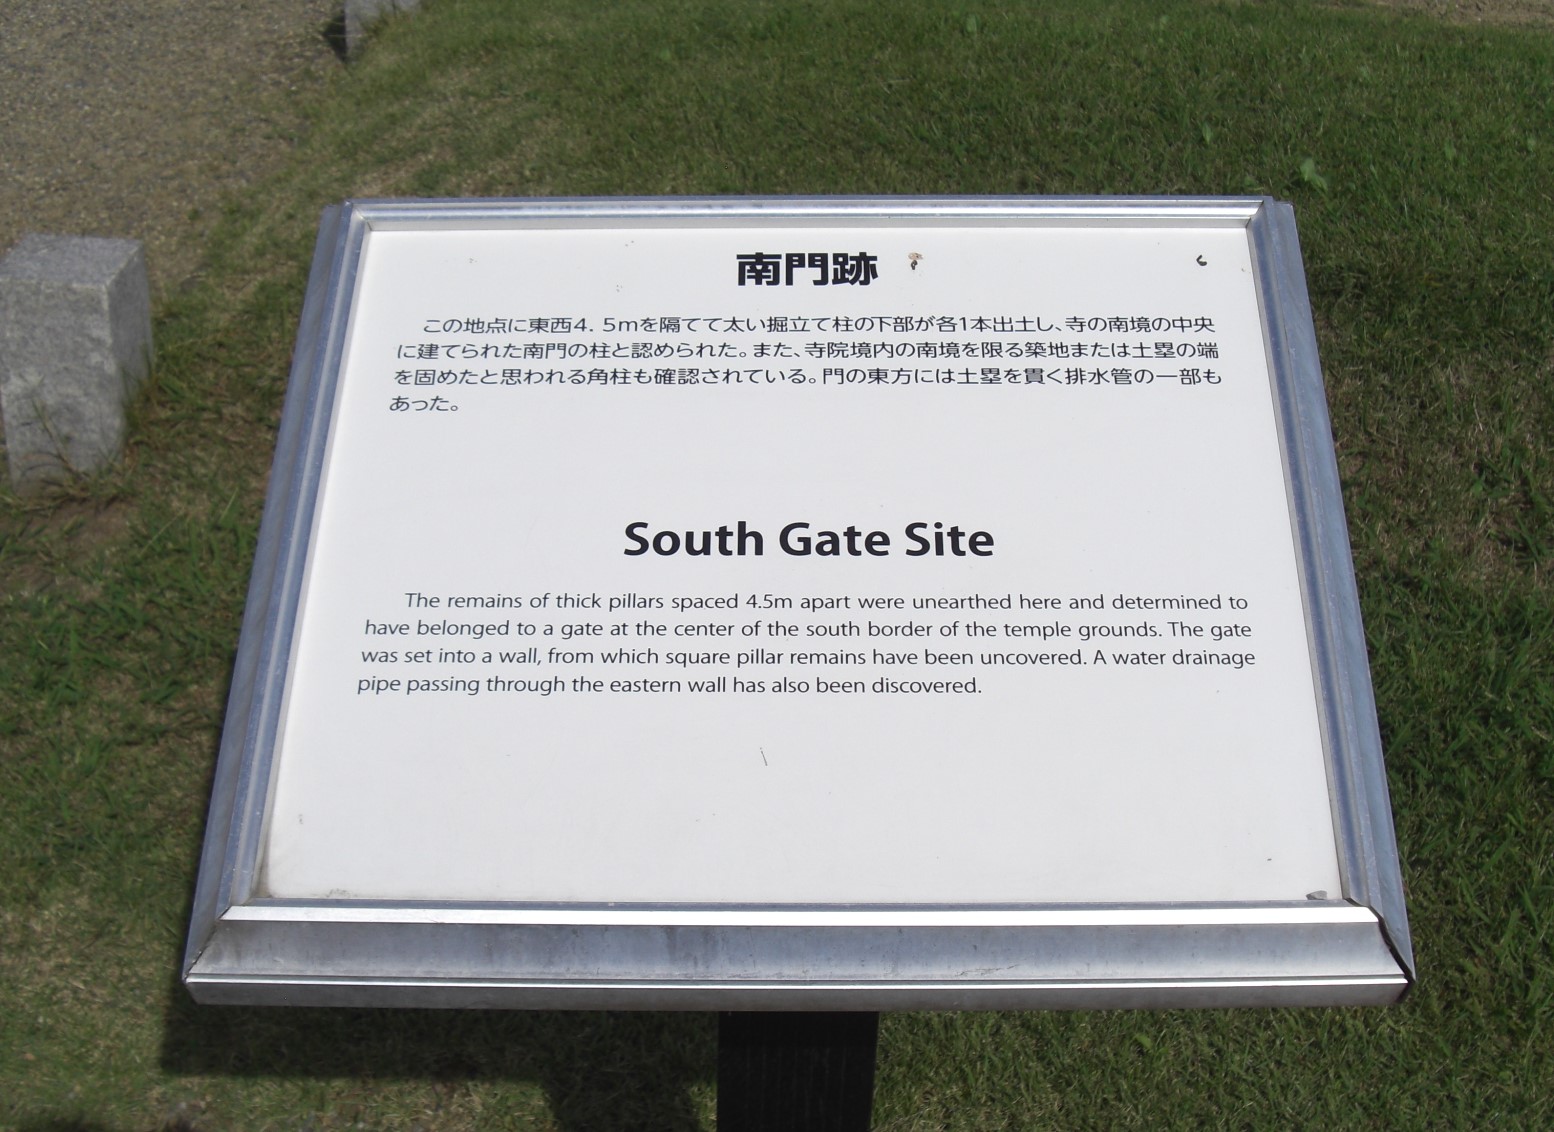 南門跡
この地点に東西4．5mを隔てて太い掘立て柱の下部が各1本出土し、寺の南境の中央
に建てられた南門の柱と認められた。また、寺院境内の南境を限る築地または土塁の端
を固めたと思われる角柱も確認されている。門の東方には土塁を貫く排水管の一部も
あった。
South Gate Site
The remains of thick pillars spaced 4.5m apart were unearthed here and determined to
have belonged to a gate at the center of the south border of the temple grounds. The gate
was set into a wall, from which square pillar remains have been uncovered. A water drainage
pipe passing through the eastern wall has also been discovered.